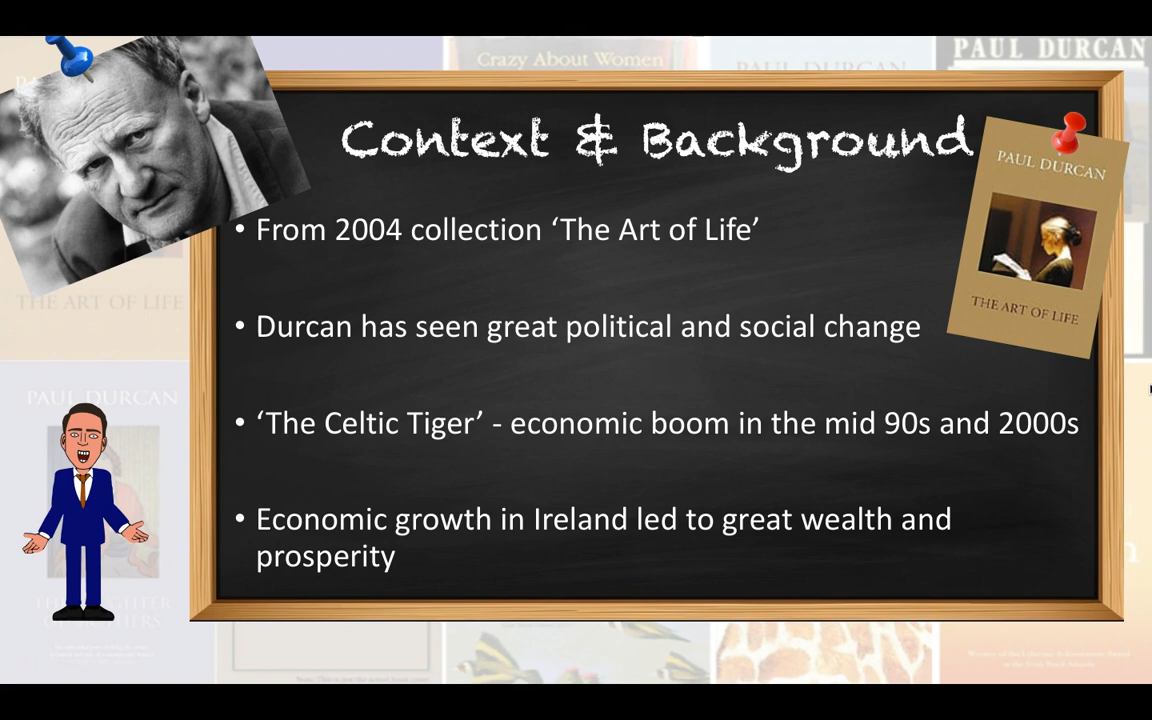 Crazy About Women
PAUL DURCAN
PAUL DURCAN
Context & Background
PAUL DURCAN
THE ART OF LIFE
• From 2004 collection ‘The Art of Life’
• Durcan has seen great political and social change
• ‘The Celtic Tiger’ - economic boom in the mid 90s and 2000s
• Economic growth in Ireland led to great wealth and
prosperity
THE ART OF LIFE
PAUL DURCAN